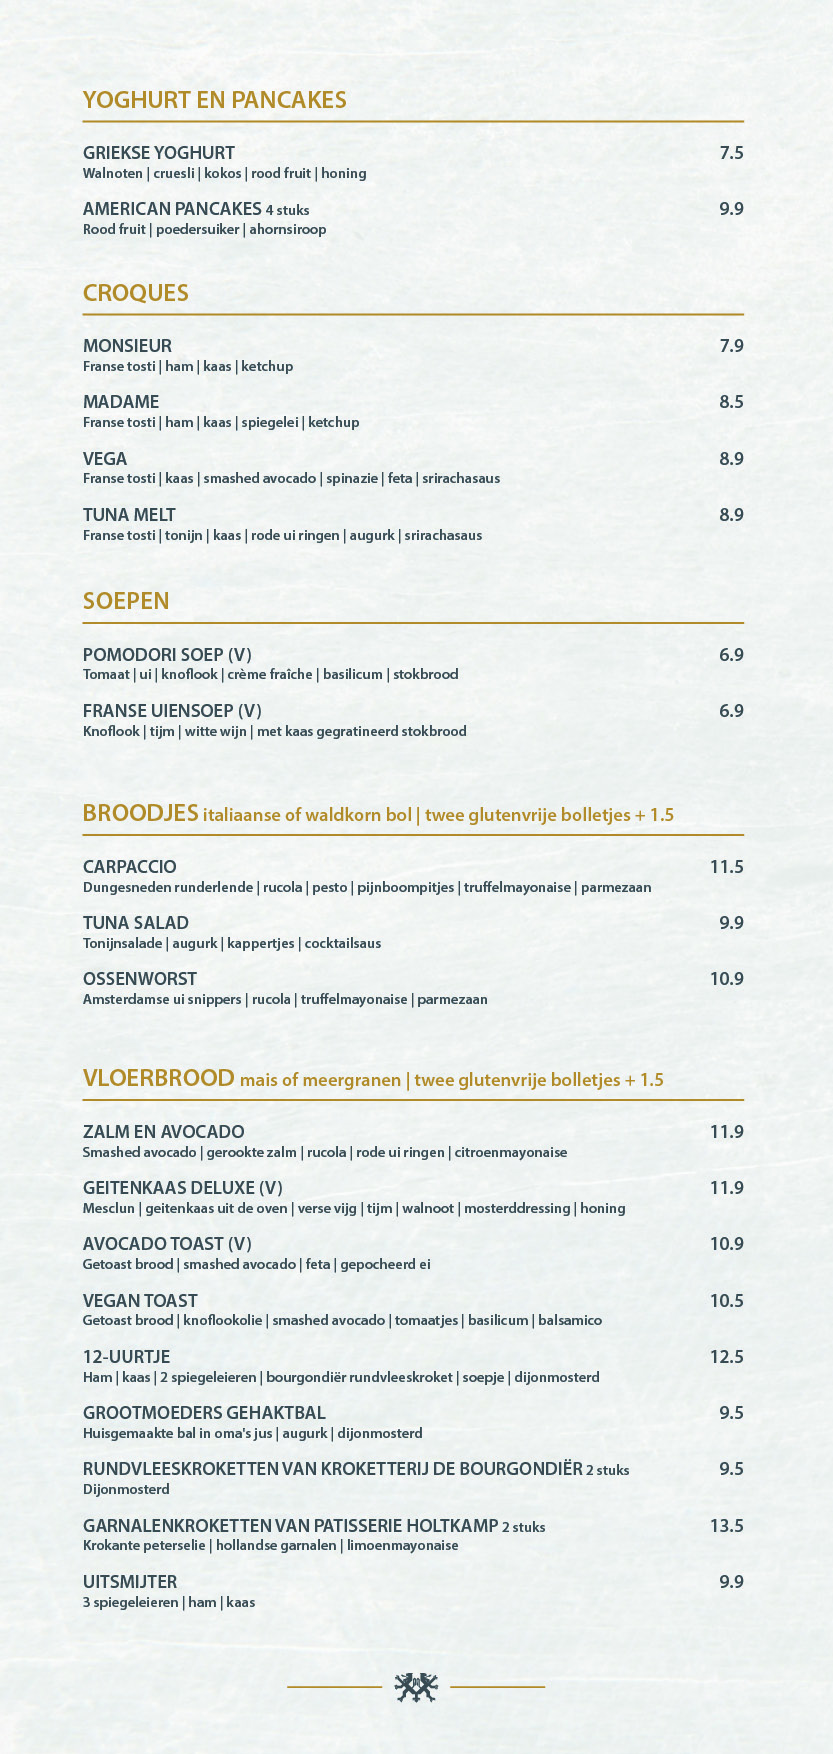 YOGHURT EN PANCAKES
GRIEKSE YOGHURT 7.5
Walnoten | cruesli | kokos | rood fruit | honing
AMERICAN PANCAKES 4 stuks 9.9
Rood fruit | poedersuiker | ahornsiroop
CROQUES
MONSIEUR 7.9
Franse tosti | ham | kaas | ketchup
MADAME 8.5
Franse tosti | ham | kaas | spiegelei | ketchup
VEGA 8.9
Franse tosti | kaas | smashed avocado | spinazie | feta | srirachasaus
TUNA MELT 8.9
Franse tosti | tonijn | kaas | rode ui ringen | augurk | srirachasaus
SOEPEN
POMODORI SOEP (V) 6.9
Tomaat | ui | knoflook | crème fraîche | basilicum | stokbrood
FRANSE UIENSOEP (V) 6.9
Knoflook | tijm | witte wijn | met kaas gegratineerd stokbrood
BROODJES italiaanse of waldkorn bol | twee glutenvrije bolletjes + 1.5
CARPACCIO 11.5
Dungesneden runderlende | rucola | pesto | pijnboompitjes | truffelmayonaise | parmezaan
TUNA SALAD 9.9
Tonijnsalade | augurk | kappertjes | cocktailsaus
OSSENWORST 10.9
Amsterdamse ui snippers | rucola | truffelmayonaise | parmezaan
VLOERBROOD mais of meergranen | twee glutenvrije bolletjes + 1.5
ZALM EN AVOCADO 11.9
Smashed avocado | gerookte zalm | rucola | rode ui ringen | citroenmayonaise
GEITENKAAS DELUXE (V) 11.9
Mesclun | geitenkaas uit de oven | verse vijg | tijm | walnoot | mosterddressing | honing
AVOCADO TOAST (V) 10.9
Getoast brood | smashed avocado | feta | gepocheerd ei
VEGAN TOAST 10.5
Getoast brood | knoflookolie | smashed avocado | tomaatjes | basilicum | balsamico
12-UURTJE 12.5
Ham | kaas | 2 spiegeleieren | bourgondiër rundvleeskroket | soepje | dijonmosterd
GROOTMOEDERS GEHAKTBAL 9.5
Huisgemaakte bal in oma's jus | augurk | dijonmosterd
RUNDVLEESKROKETTEN VAN KROKETTERIJ DE BOURGONDIËR 2 stuks 9.5
Dijonmosterd
GARNALENKROKETTEN VAN PATISSERIE HOLTKAMP 2 stuks 13.5
Krokante peterselie | hollandse garnalen | limoenmayonaise
UITSMIJTER 9.9
3 spiegeleieren | ham | kaas